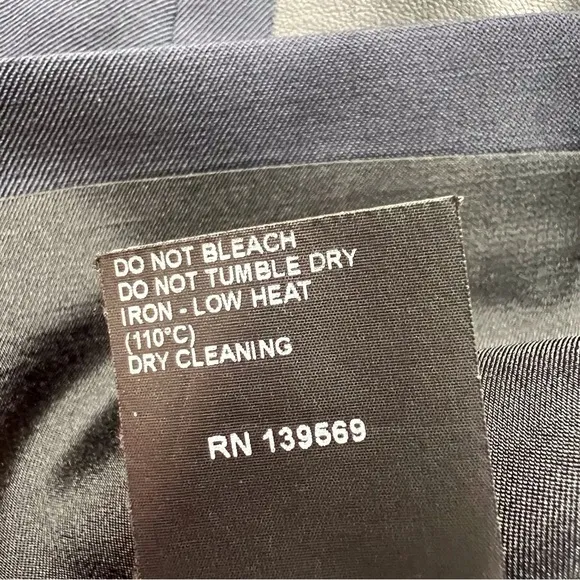 DO NOT BLEACH
DO NOT TUMBLE DRY
IRON - LOW HEAT
(110°C)
DRY CLEANING
RN 139569